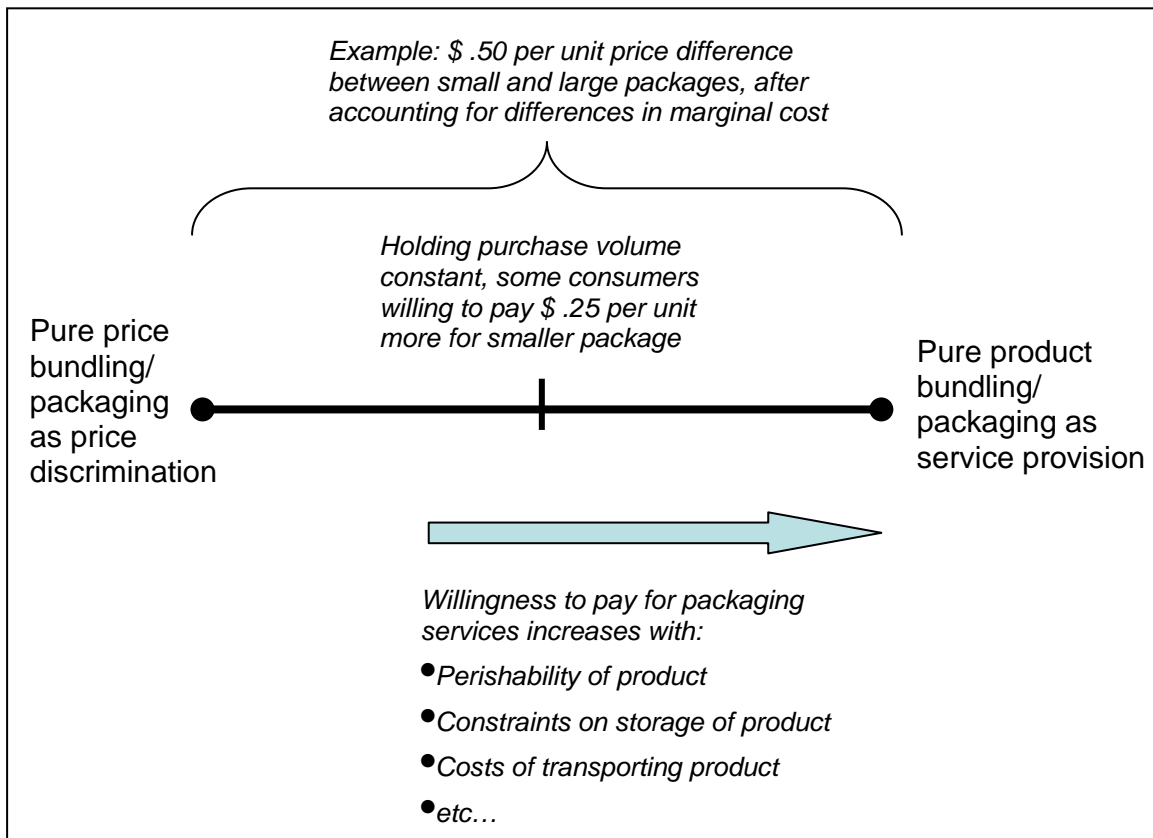 Example: $ .50 per unit price difference
between small and large packages, after
accounting for differences in marginal cost
Holding purchase volume
constant, some consumers
willing to pay $ .25 per unit
more for smaller package
Pure price
bundling/
packaging
as price
discrimination
Pure product
bundling/
packaging as
service provision
Willingness to pay for packaging
services increases with:
●Perishability of product
●Constraints on storage of product
●Costs of transporting product
●etc…